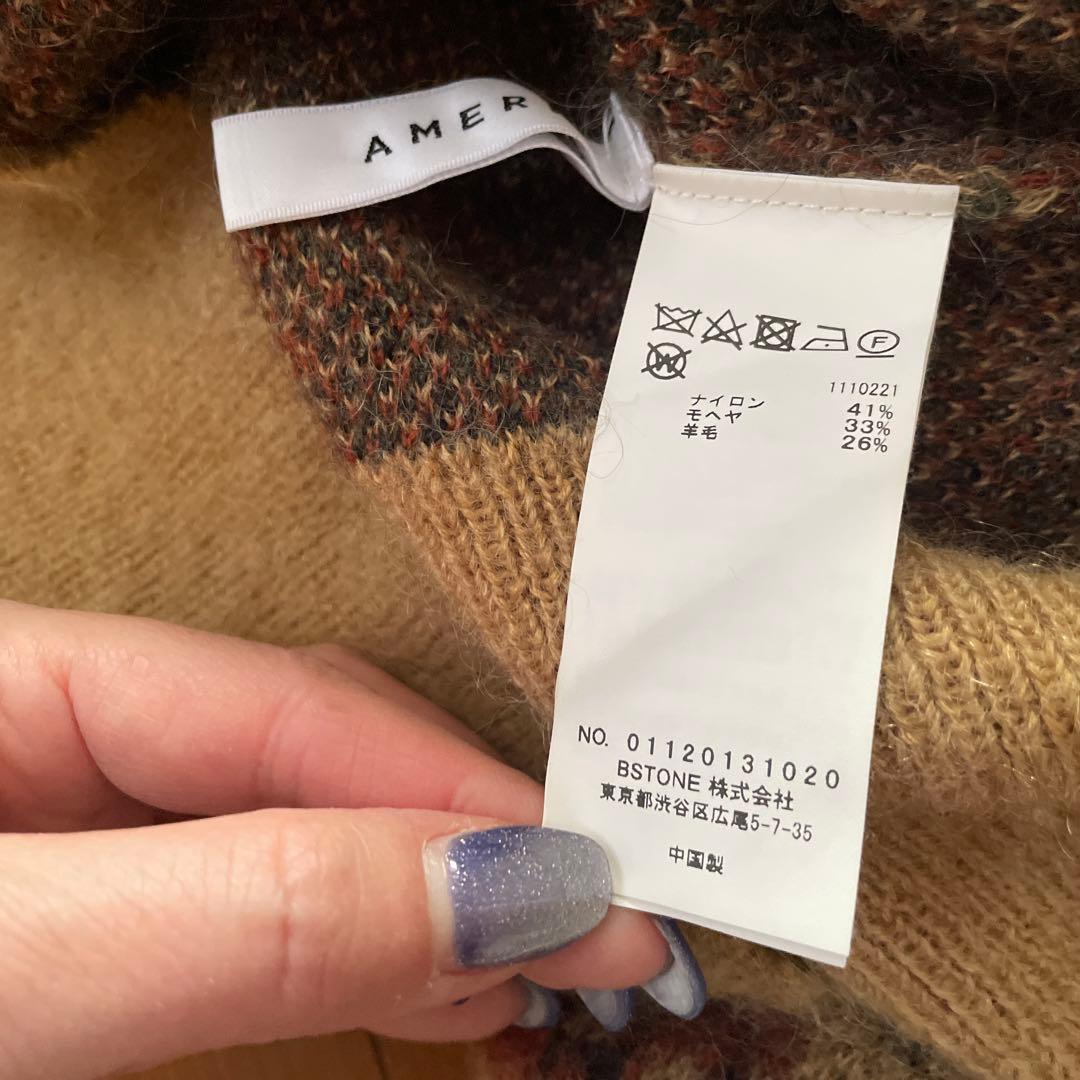 AMER
F
W
1110221
ナイロン 41%
モヘヤ 33%
羊毛 26%
NO. 01120131020
BSTONE 株式会社
東京都渋谷区広尾5-7-35
中国製